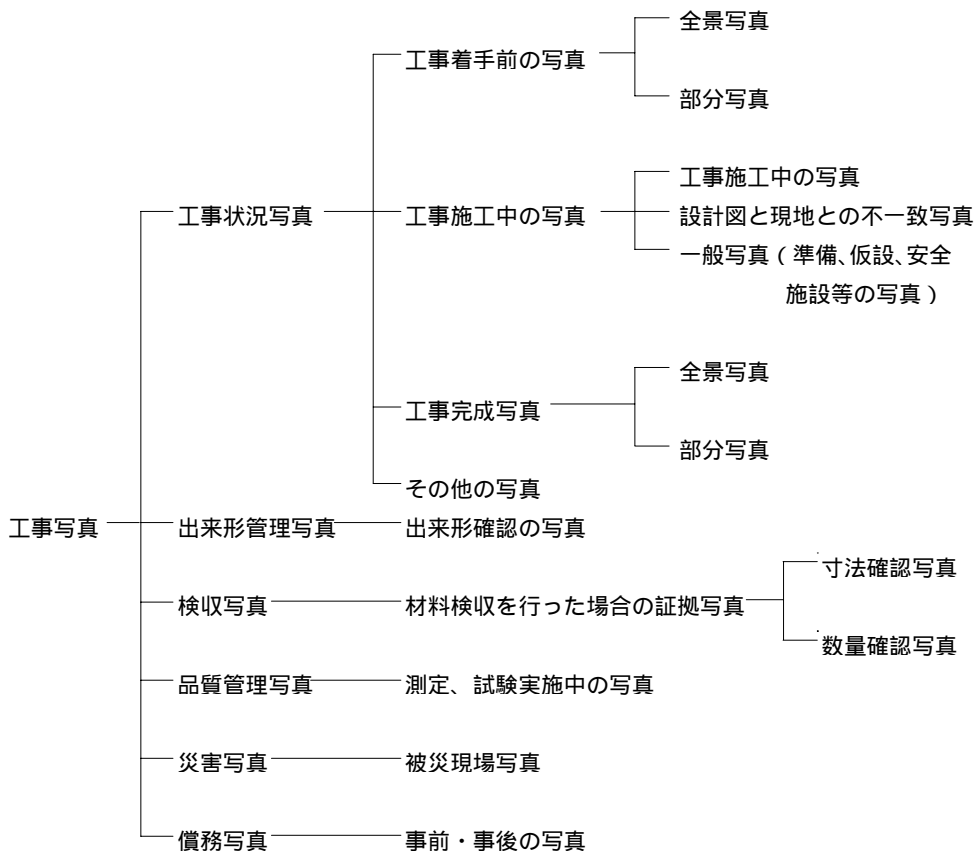 全景写真
工事着手前の写真
部分写真
工事施工中の写真
工事状況写真 工事施工中の写真 設計図と現地との不一致写真
一般写真（準備、仮設、安全
施設等の写真）
全景写真
工事完成写真
部分写真
その他の写真
工事写真 出来形管理写真 出来形確認の写真
寸法確認写真
検収写真 材料検収を行った場合の証拠写真
数量確認写真
品質管理写真 測定、試験実施中の写真
災害写真 被災現場写真
償務写真 事前・事後の写真